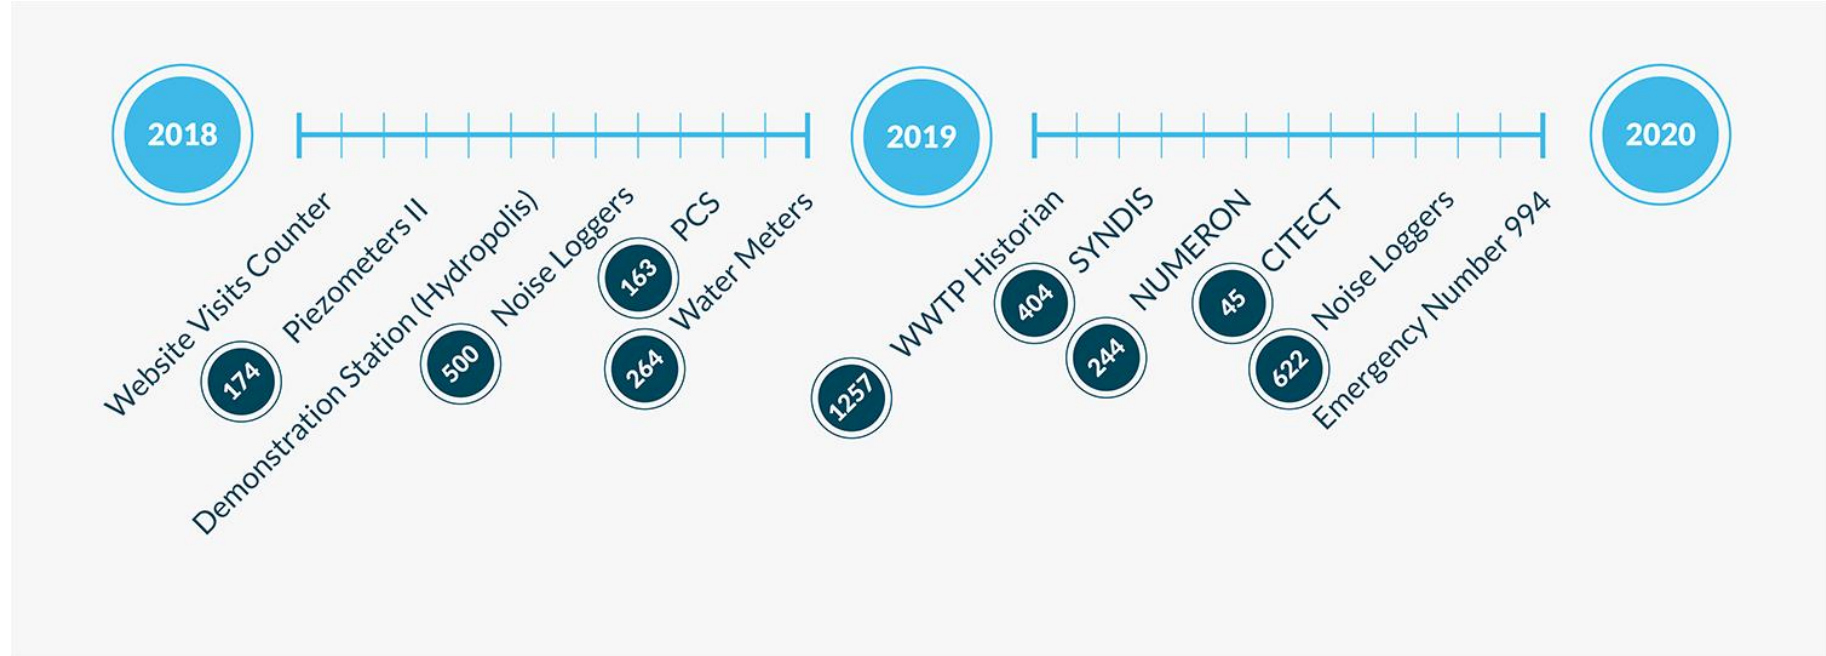 2018
2019
2020
Website Visits Counter
174
Piezometers II
Demonstration Station (Hydropolis)
500
Noise Loggers
163
PCS
264
Water Meters
1257
WWTP Historian
404
SYNDIS
244
NUMERON
45
CITECT
622
Noise Loggers
Emergency Number 994